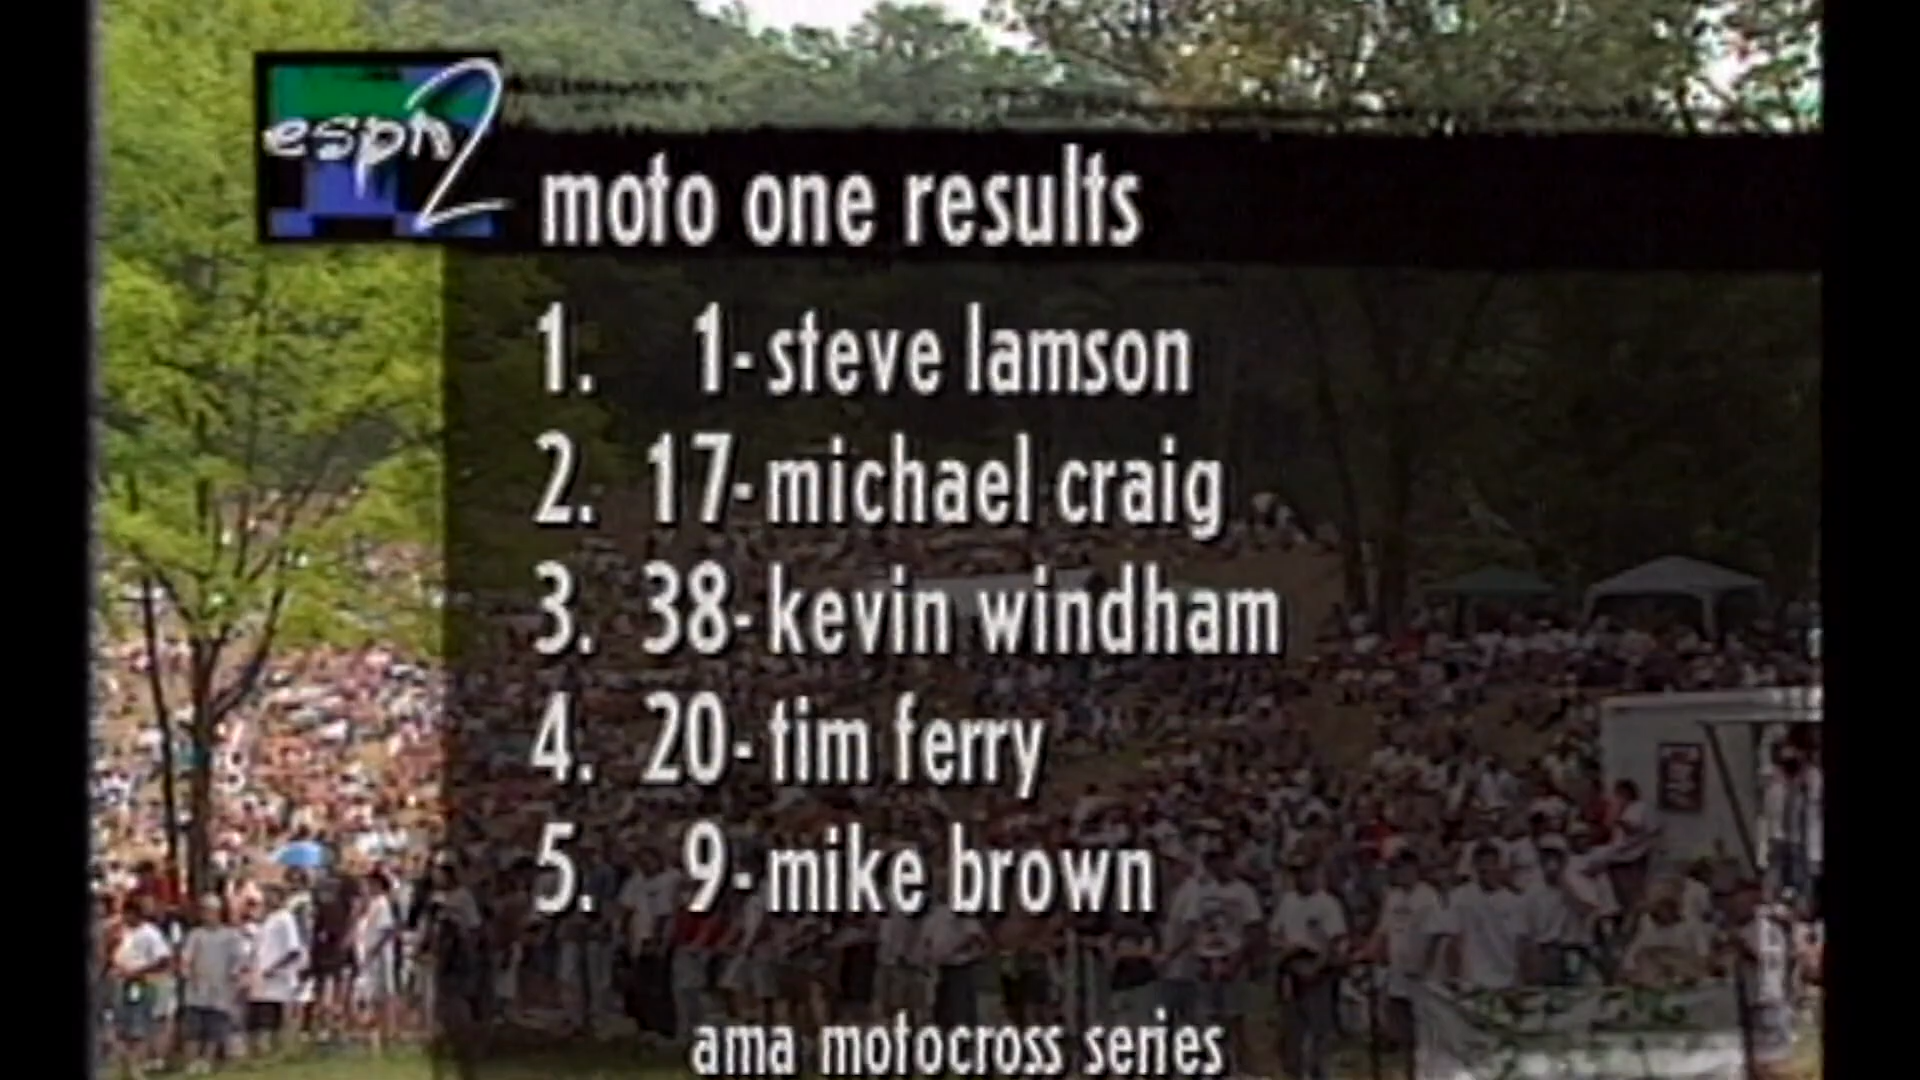 espn2
moto one results
1. 1-steve lamson
2. 17-michael craig
3. 38-kevin windham
4. 20-tim ferry
5. 9-mike brown
ama motocross series